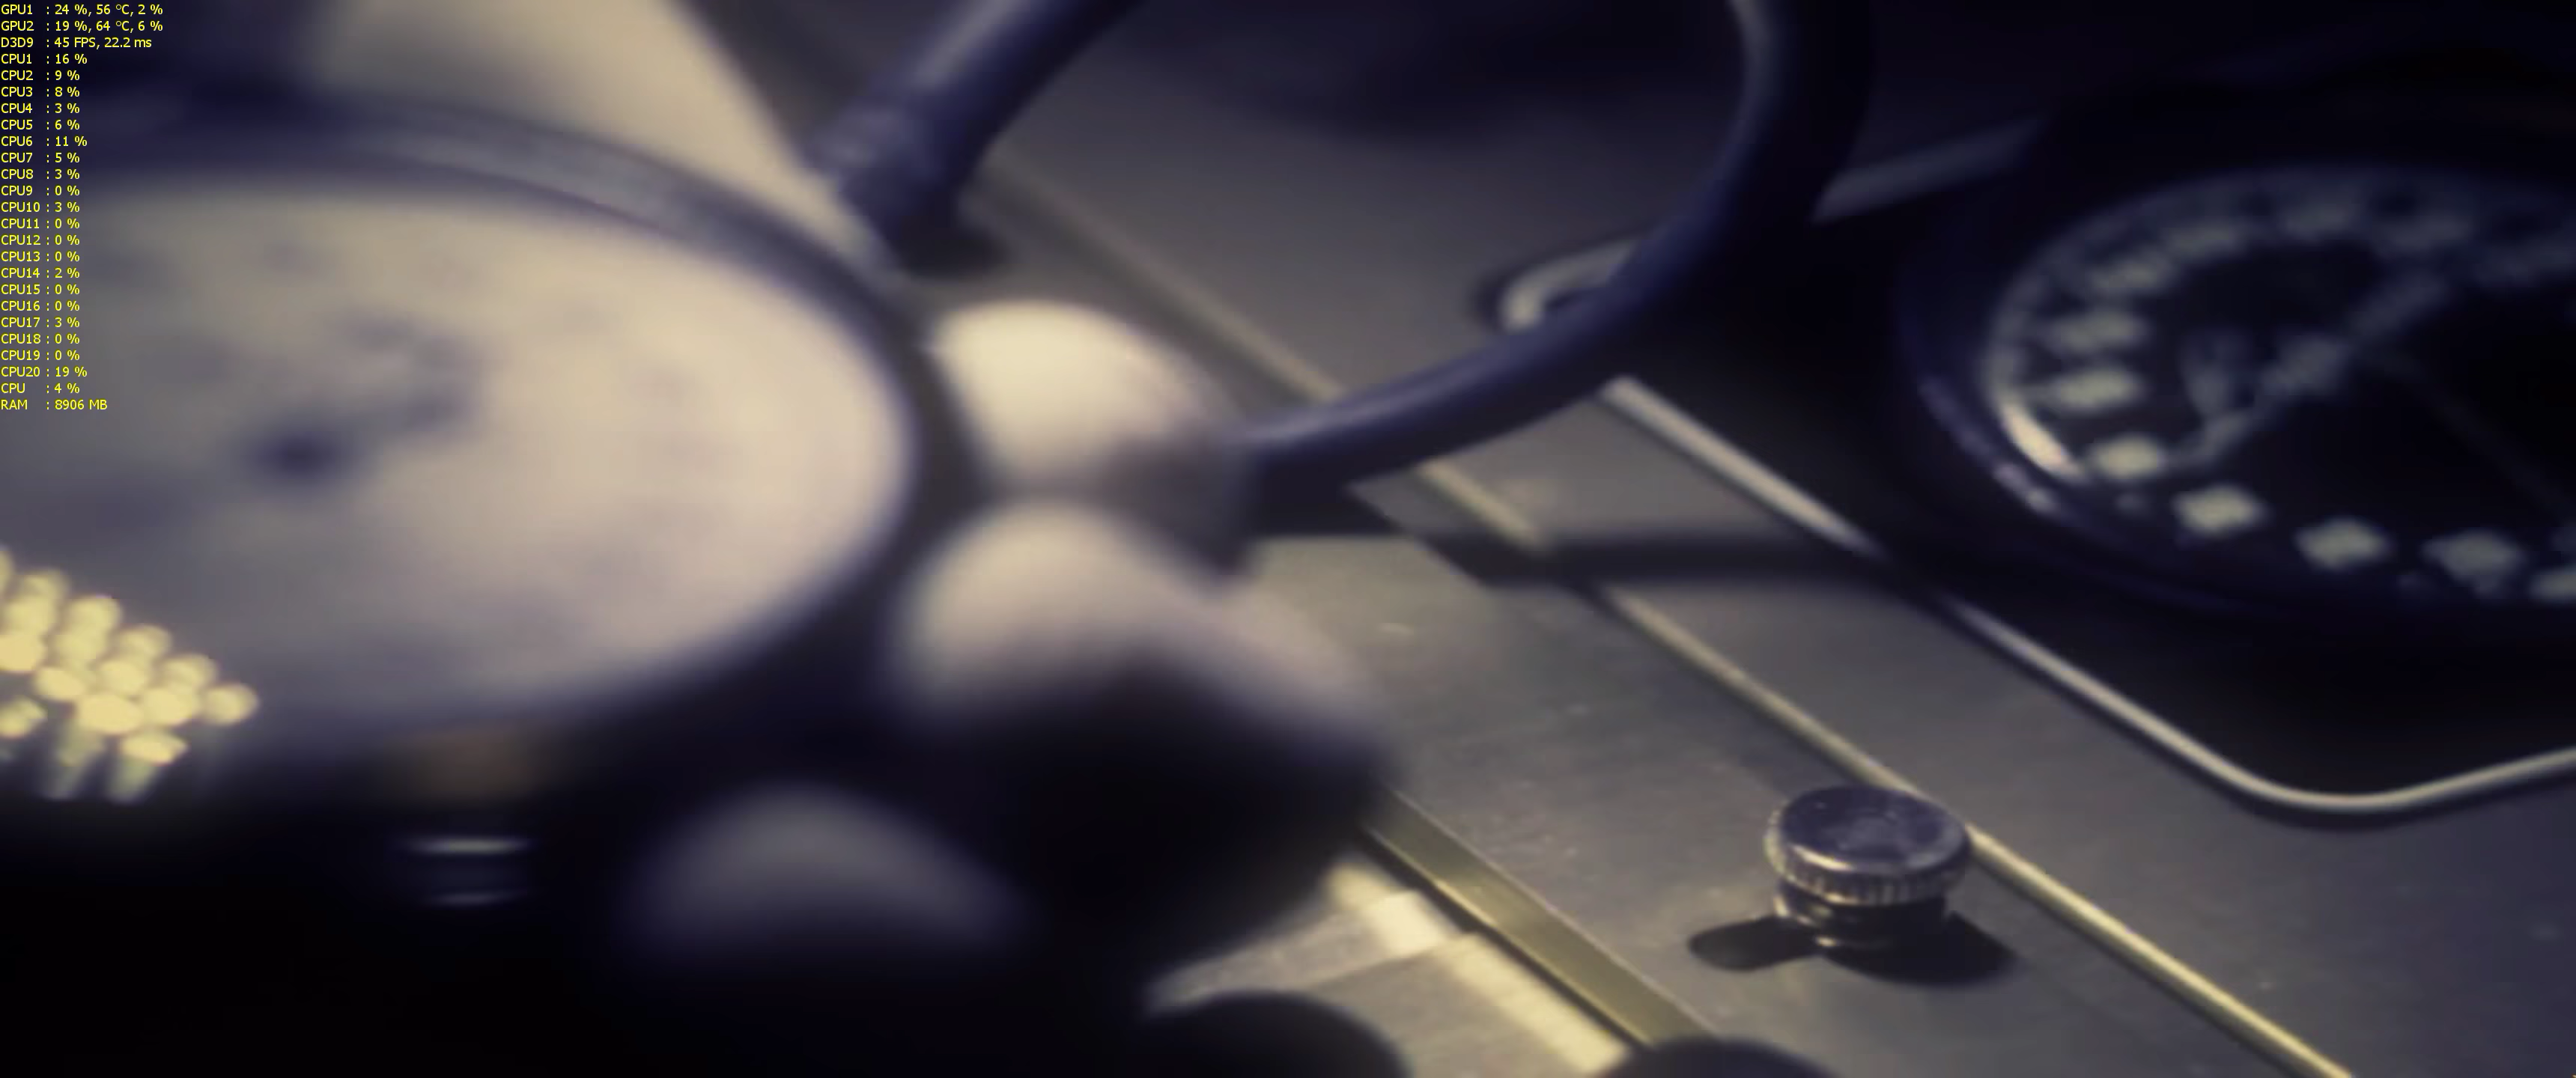 GPU1 : 24 %, 56 °C, 2 %
GPU2 : 19 %, 64 °C, 6 %
D3D9 : 45 FPS, 22.2 ms
CPU1 : 16 %
CPU2 : 9 %
CPU3 : 8 %
CPU4 : 3 %
CPU5 : 6 %
CPU6 : 11 %
CPU7 : 5 %
CPU8 : 3 %
CPU9 : 0 %
CPU10 : 3 %
CPU11 : 0 %
CPU12 : 0 %
CPU13 : 0 %
CPU14 : 2 %
CPU15 : 0 %
CPU16 : 0 %
CPU17 : 3 %
CPU18 : 0 %
CPU19 : 0 %
CPU20 : 19 %
CPU : 4 %
RAM : 8906 MB